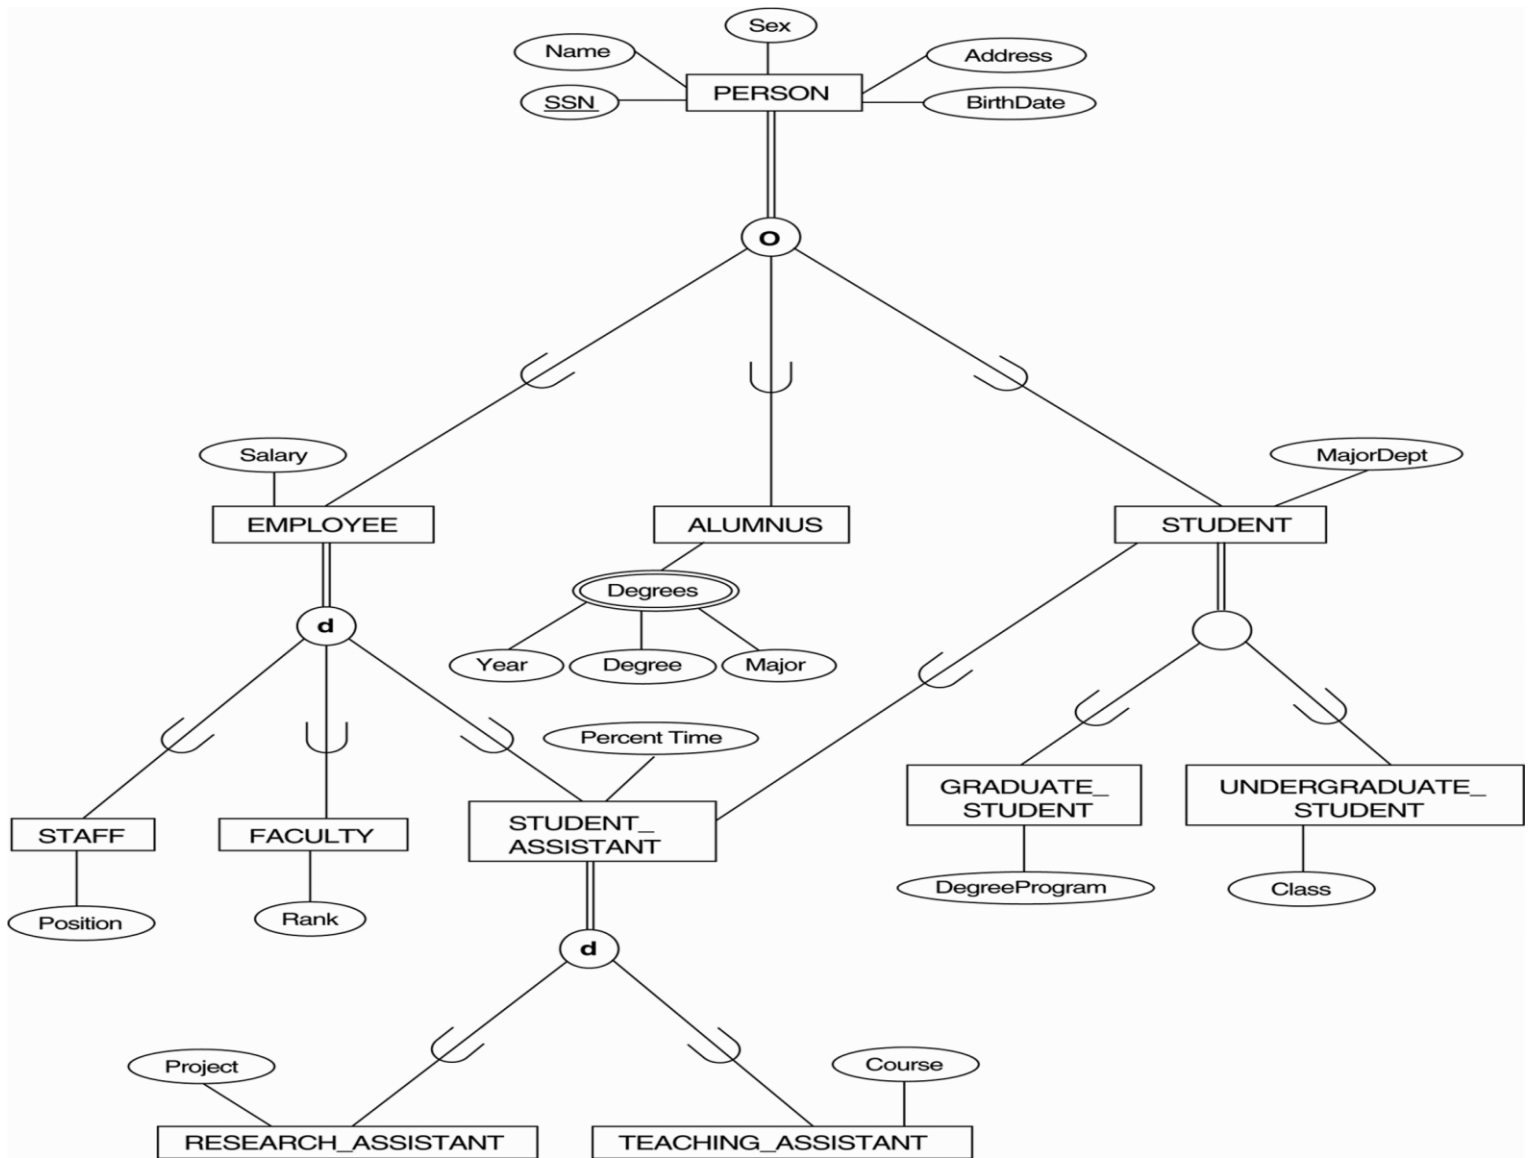 Sex
Name
Address
SSN
PERSON
BirthDate
O
Salary
MajorDept
EMPLOYEE
ALUMNUS
STUDENT
Degrees
d
Year
Degree
Major
Percent Time
GRADUATE_
STUDENT
UNDERGRADUATE_
STUDENT
STAFF
FACULTY
STUDENT_
ASSISTANT
DegreeProgram
Class
Position
Rank
d
Project
Course
RESEARCH_ASSISTANT
TEACHING_ASSISTANT